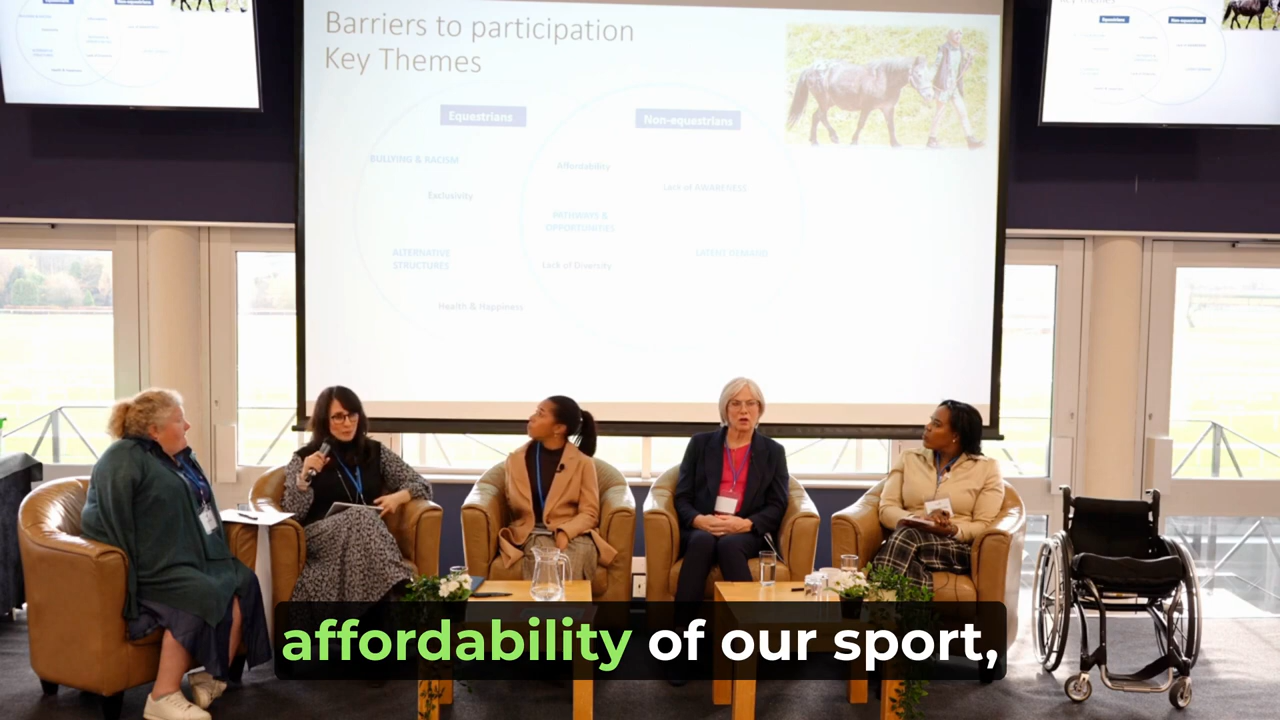 Barriers to participation
Key Themes
Equestrians
Non-equestrians
BULLYING & RACISM
Affordability
Lack of AWARENESS
Exclusivity
PATHWAYS &
OPPORTUNITIES
ALTERNATIVE
STRUCTURES
LATENT DEMAND
Lack of Diversity
Health & Happiness
affordability of our sport,